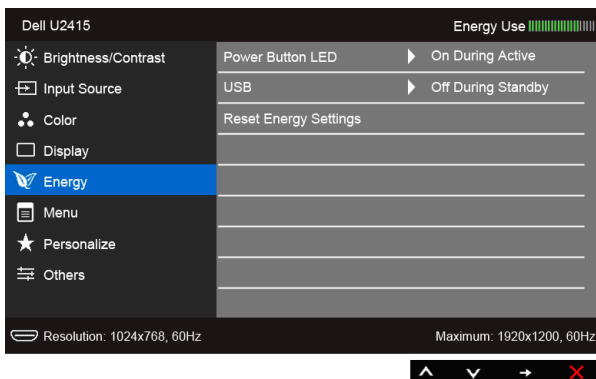 Dell U2415 Energy Use
Brightness/Contrast Power Button LED On During Active
Input Source USB Off During Standby
Color Reset Energy Settings
Display
Energy
Menu
Personalize
Others
Resolution: 1024x768, 60Hz Maximum: 1920x1200, 60Hz